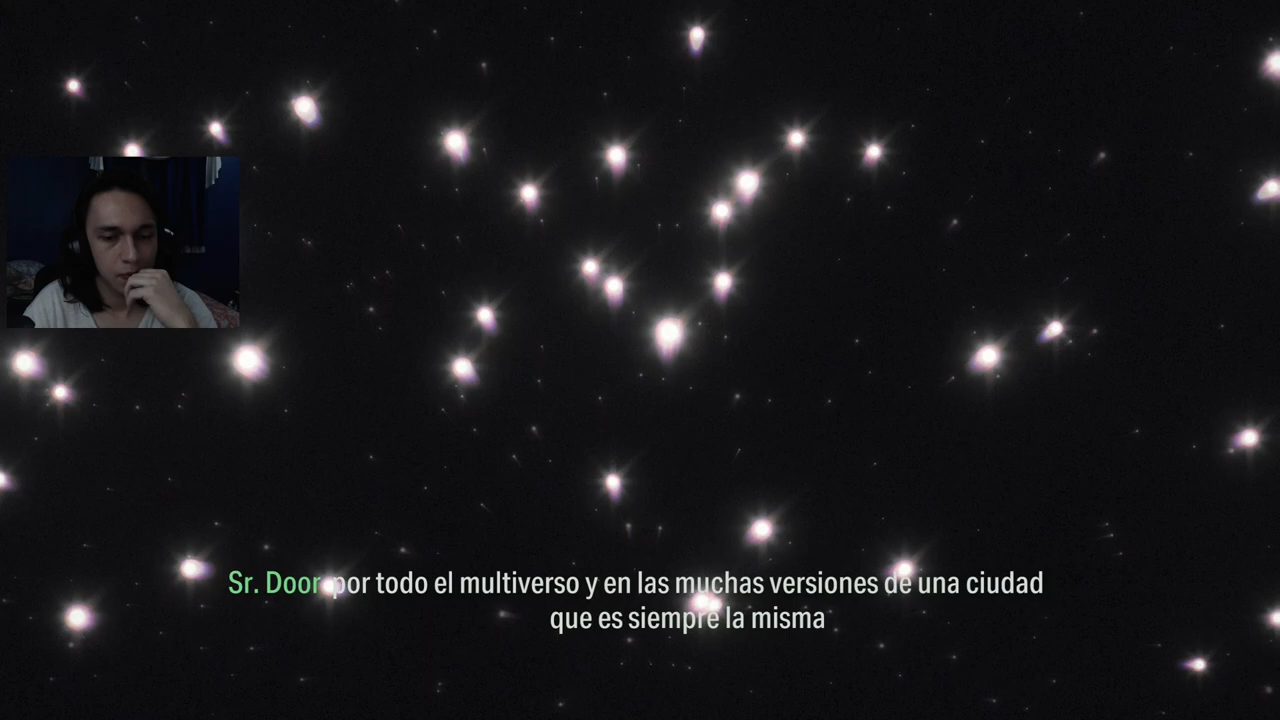 Sr. Door: por todo el multiverso y en las muchas versiones de una ciudad
que es siempre la misma